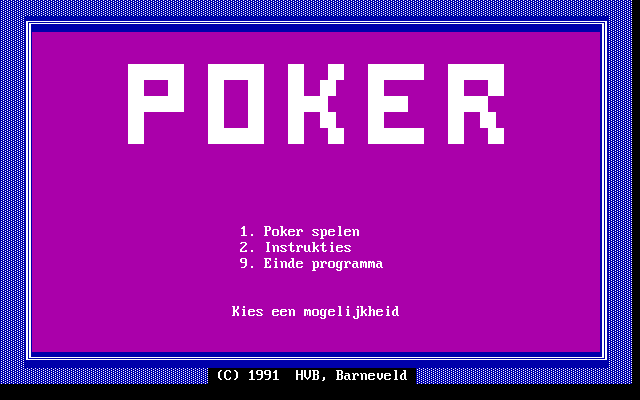 POKER
1. Poker spelen
2. Instrukties
9. Einde programma
Kies een mogelijkheid
(C) 1991  HVB, Barneveld